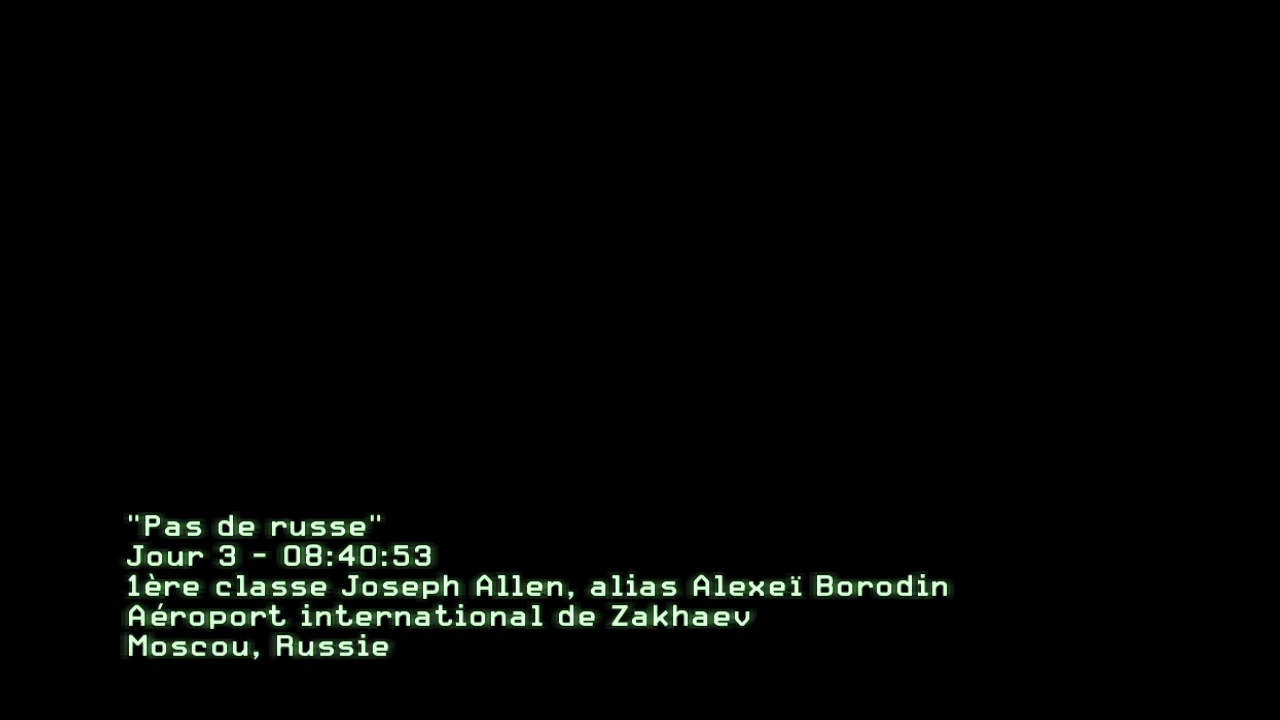 "Pas de russe"
Jour 3 - 08:40:53
1ère classe Joseph Allen, alias Alexeï Borodin
Aéroport international de Zakhaev
Moscou, Russie